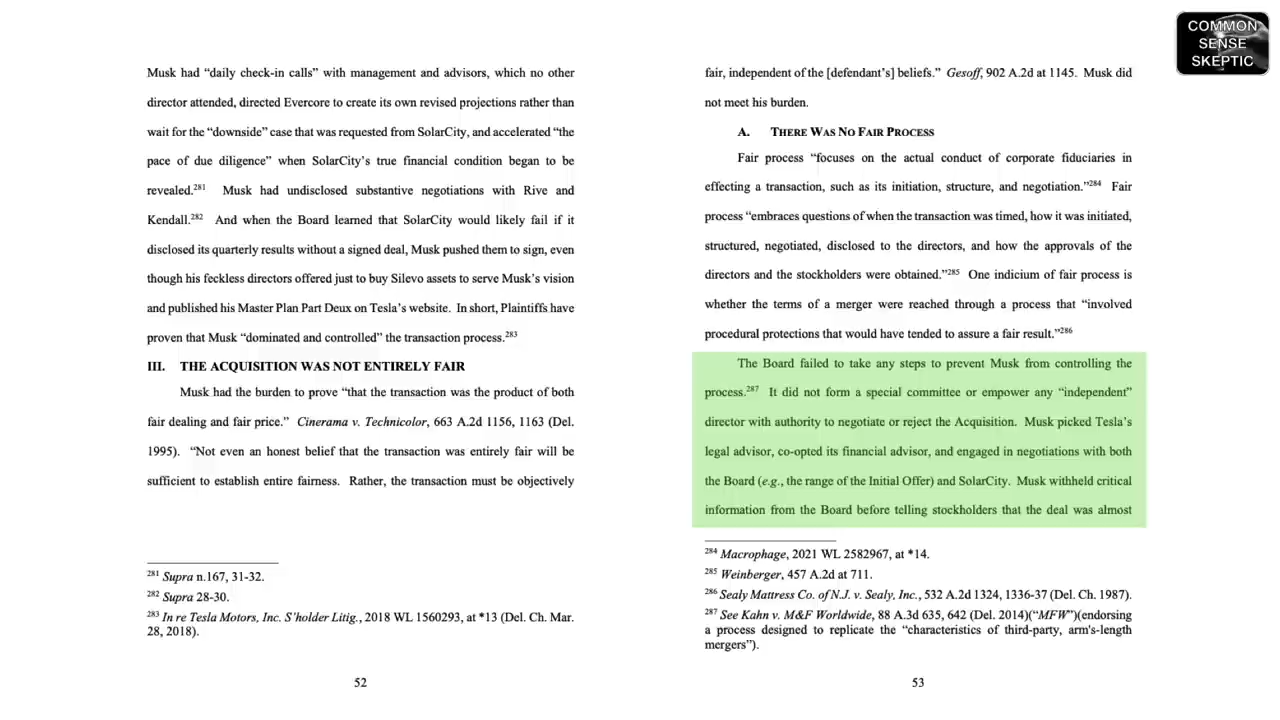 COMMON
SENSE
SKEPTIC
Musk had “daily check-in calls” with management and advisors, which no other
director attended, directed Evercore to create its own revised projections rather than
wait for the “downside” case that was requested from SolarCity, and accelerated “the
pace of due diligence” when SolarCity’s true financial condition began to be
revealed.281 Musk had undisclosed substantive negotiations with Rive and
Kendall.282 And when the Board learned that SolarCity would likely fail if it
disclosed its quarterly results without a signed deal, Musk pushed them to sign, even
though his feckless directors offered just to buy Silevo assets to serve Musk’s vision
and published his Master Plan Part Deux on Tesla’s website. In short, Plaintiffs have
proven that Musk “dominated and controlled” the transaction process.283
III. THE ACQUISITION WAS NOT ENTIRELY FAIR
Musk had the burden to prove “that the transaction was the product of both
fair dealing and fair price.” Cinerama v. Technicolor, 663 A.2d 1156, 1163 (Del.
1995). “Not even an honest belief that the transaction was entirely fair will be
sufficient to establish entire fairness. Rather, the transaction must be objectively
281 Supra n.167, 31-32.
282 Supra 28-30.
283 In re Tesla Motors, Inc. S’holder Litig., 2018 WL 1560293, at *13 (Del. Ch. Mar.
28, 2018).
52
fair, independent of the [defendant’s] beliefs.” Gesoff, 902 A.2d at 1145. Musk did
not meet his burden.
A. THERE WAS NO FAIR PROCESS
Fair process “focuses on the actual conduct of corporate fiduciaries in
effecting a transaction, such as its initiation, structure, and negotiation.”284 Fair
process “embraces questions of when the transaction was timed, how it was initiated,
structured, negotiated, disclosed to the directors, and how the approvals of the
directors and the stockholders were obtained.”285 One indicium of fair process is
whether the terms of a merger were reached through a process that “involved
procedural protections that would have tended to assure a fair result.”286
The Board failed to take any steps to prevent Musk from controlling the
process.287 It did not form a special committee or empower any “independent”
director with authority to negotiate or reject the Acquisition. Musk picked Tesla’s
legal advisor, co-opted its financial advisor, and engaged in negotiations with both
the Board (e.g., the range of the Initial Offer) and SolarCity. Musk withheld critical
information from the Board before telling stockholders that the deal was almost
284 Macrophage, 2021 WL 2582967, at *14.
285 Weinberger, 457 A.2d at 711.
286 Sealy Mattress Co. of N.J. v. Sealy, Inc., 532 A.2d 1324, 1336-37 (Del. Ch. 1987).
287 See Kahn v. M&F Worldwide, 88 A.3d 635, 642 (Del. 2014)(“MFW”)(endorsing
a process designed to replicate the “characteristics of third-party, arm's-length
mergers”).
53